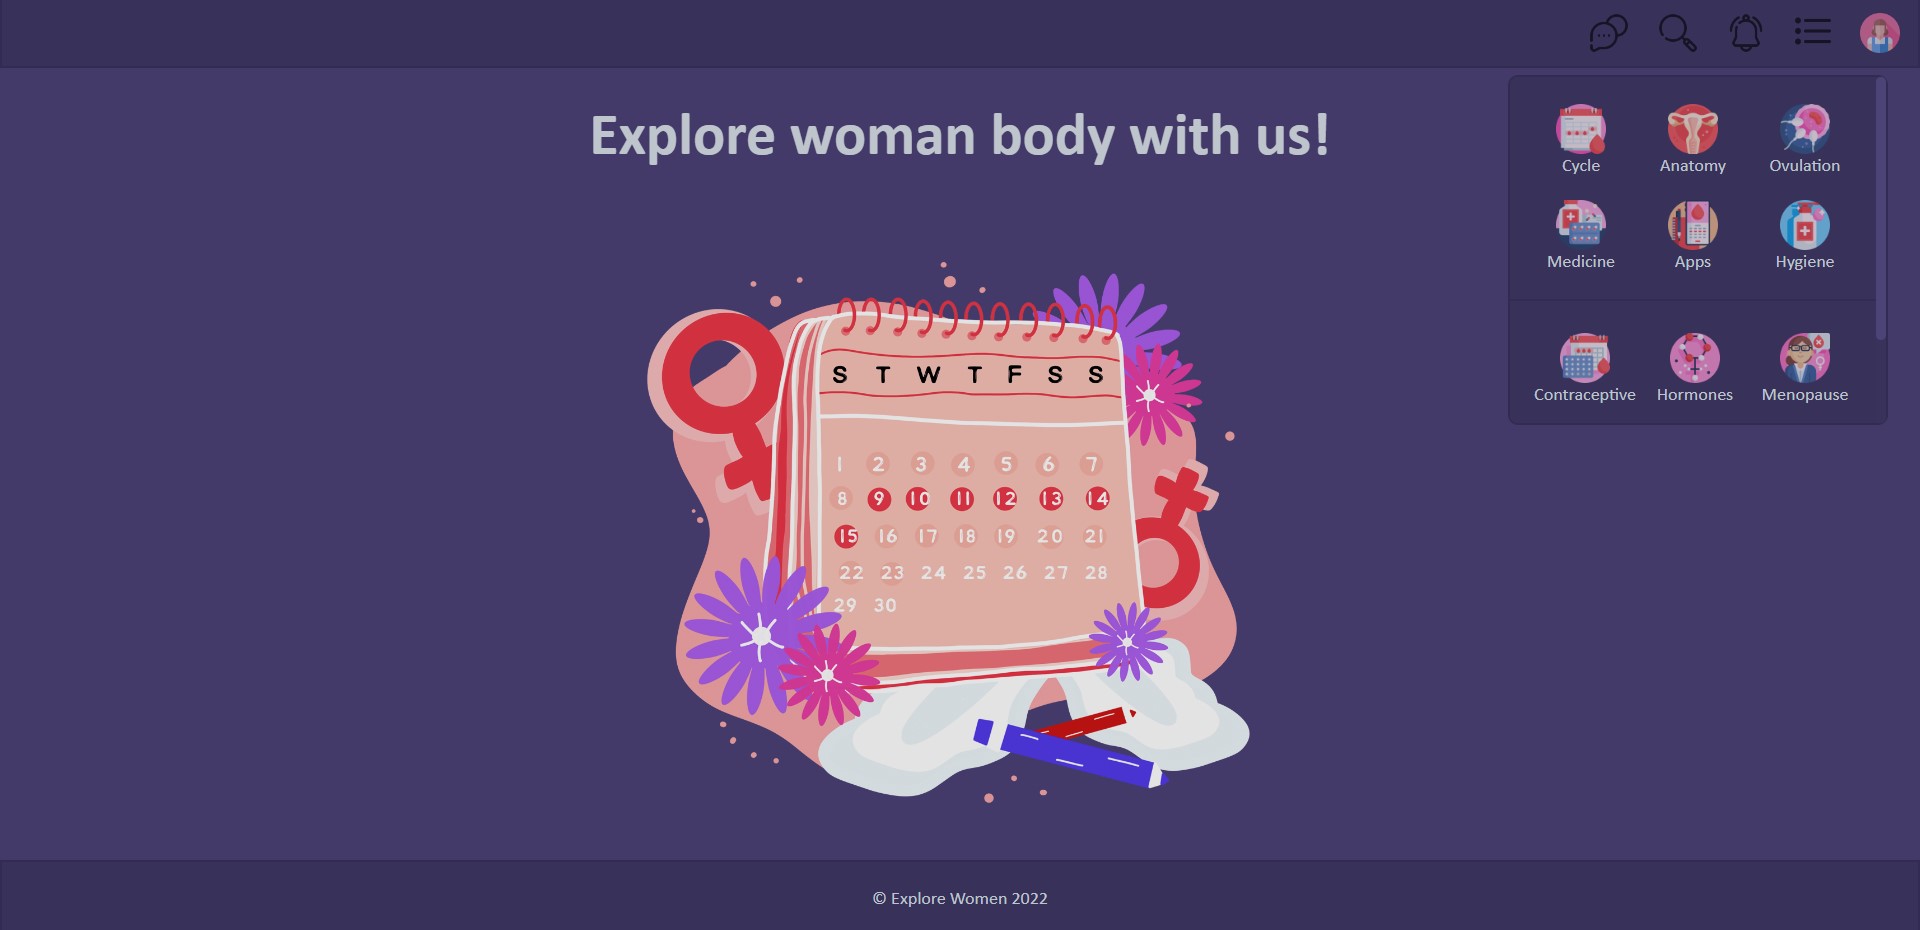 Explore woman body with us!
Cycle Anatomy Ovulation
Medicine Apps Hygiene
Contraceptive Hormones Menopause
S T W T F S S
1 2 3 4 5 6 7
8 9 10 11 12 13 14
15 16 17 18 19 20 21
22 23 24 25 26 27 28
29 30
© Explore Women 2022